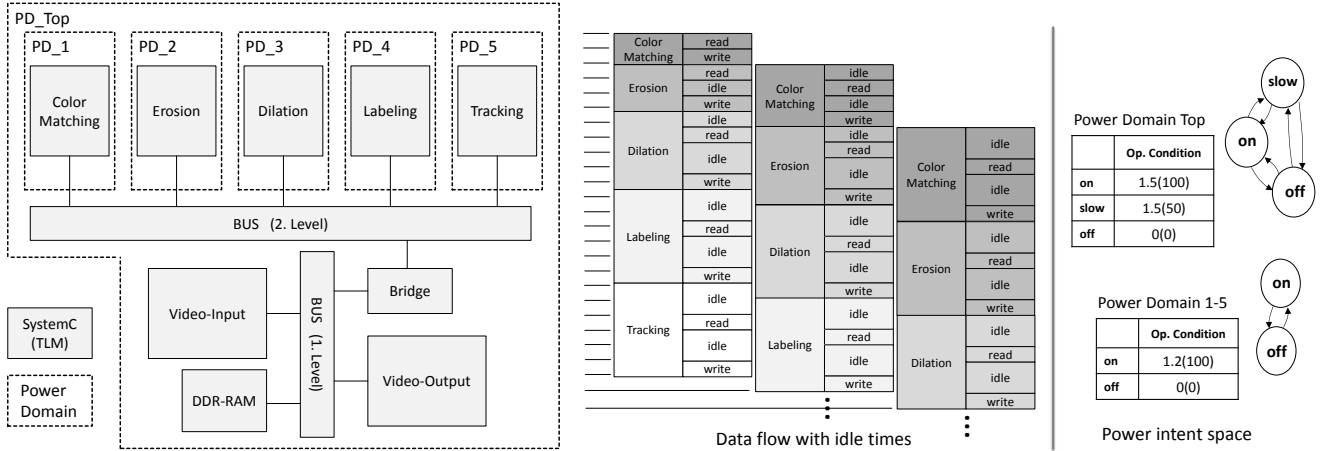 PD_Top
PD_1
PD_2
PD_3
PD_4
PD_5
Color
Matching
Erosion
Dilation
Labeling
Tracking
BUS (2. Level)
Bridge
BUS (1. Level)
Video-Input
DDR-RAM
Video-Output
SystemC
(TLM)
Power
Domain
Color
Matching
read
write
Erosion
read
idle
write
Dilation
idle
read
idle
write
Labeling
idle
read
idle
write
Tracking
idle
read
idle
write
Color
Matching
idle
read
idle
write
Erosion
idle
read
idle
write
Dilation
idle
read
idle
write
Labeling
idle
read
idle
write
Color
Matching
idle
read
idle
write
Erosion
idle
read
idle
write
Dilation
idle
read
idle
write
Data flow with idle times
Power Domain Top
Op. Condition
on 1.5(100)
slow 1.5(50)
off 0(0)
slow
on
off
Power Domain 1-5
Op. Condition
on 1.2(100)
off 0(0)
on
off
Power intent space